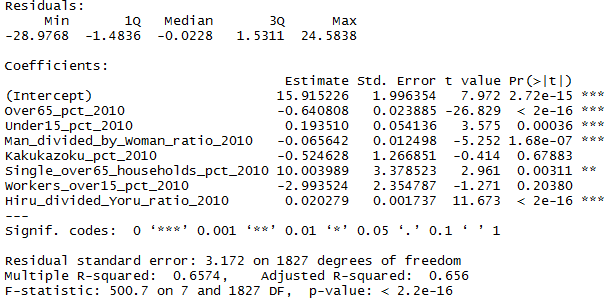 Residuals:
     Min       1Q   Median       3Q      Max
-28.9768  -1.4836  -0.0228   1.5311  24.5838

Coefficients:
                              Estimate Std. Error t value Pr(>|t|)
(Intercept)                  15.915226   1.996354   7.972 2.72e-15 ***
Over65_pct_2010              -0.640808   0.023885 -26.829  < 2e-16 ***
Under15_pct_2010              0.193510   0.054136   3.575  0.00036 ***
Man_divided_by_Woman_ratio_2010 -0.065642   0.012498  -5.252 1.68e-07 ***
Kakukazoku_pct_2010          -0.524628   1.266851  -0.414  0.67883
Single_over65_households_pct_2010 10.003989   3.378523   2.961  0.00311 **
Workers_over15_pct_2010      -2.993524   2.354787  -1.271  0.20380
Hiru_divided_Yoru_ratio_2010  0.020279   0.001737  11.673  < 2e-16 ***
---
Signif. codes:  0 ‘***’ 0.001 ‘**’ 0.01 ‘*’ 0.05 ‘.’ 0.1 ‘ ’ 1

Residual standard error: 3.172 on 1827 degrees of freedom
Multiple R-squared:  0.6574,    Adjusted R-squared:  0.656
F-statistic: 500.7 on 7 and 1827 DF,  p-value: < 2.2e-16